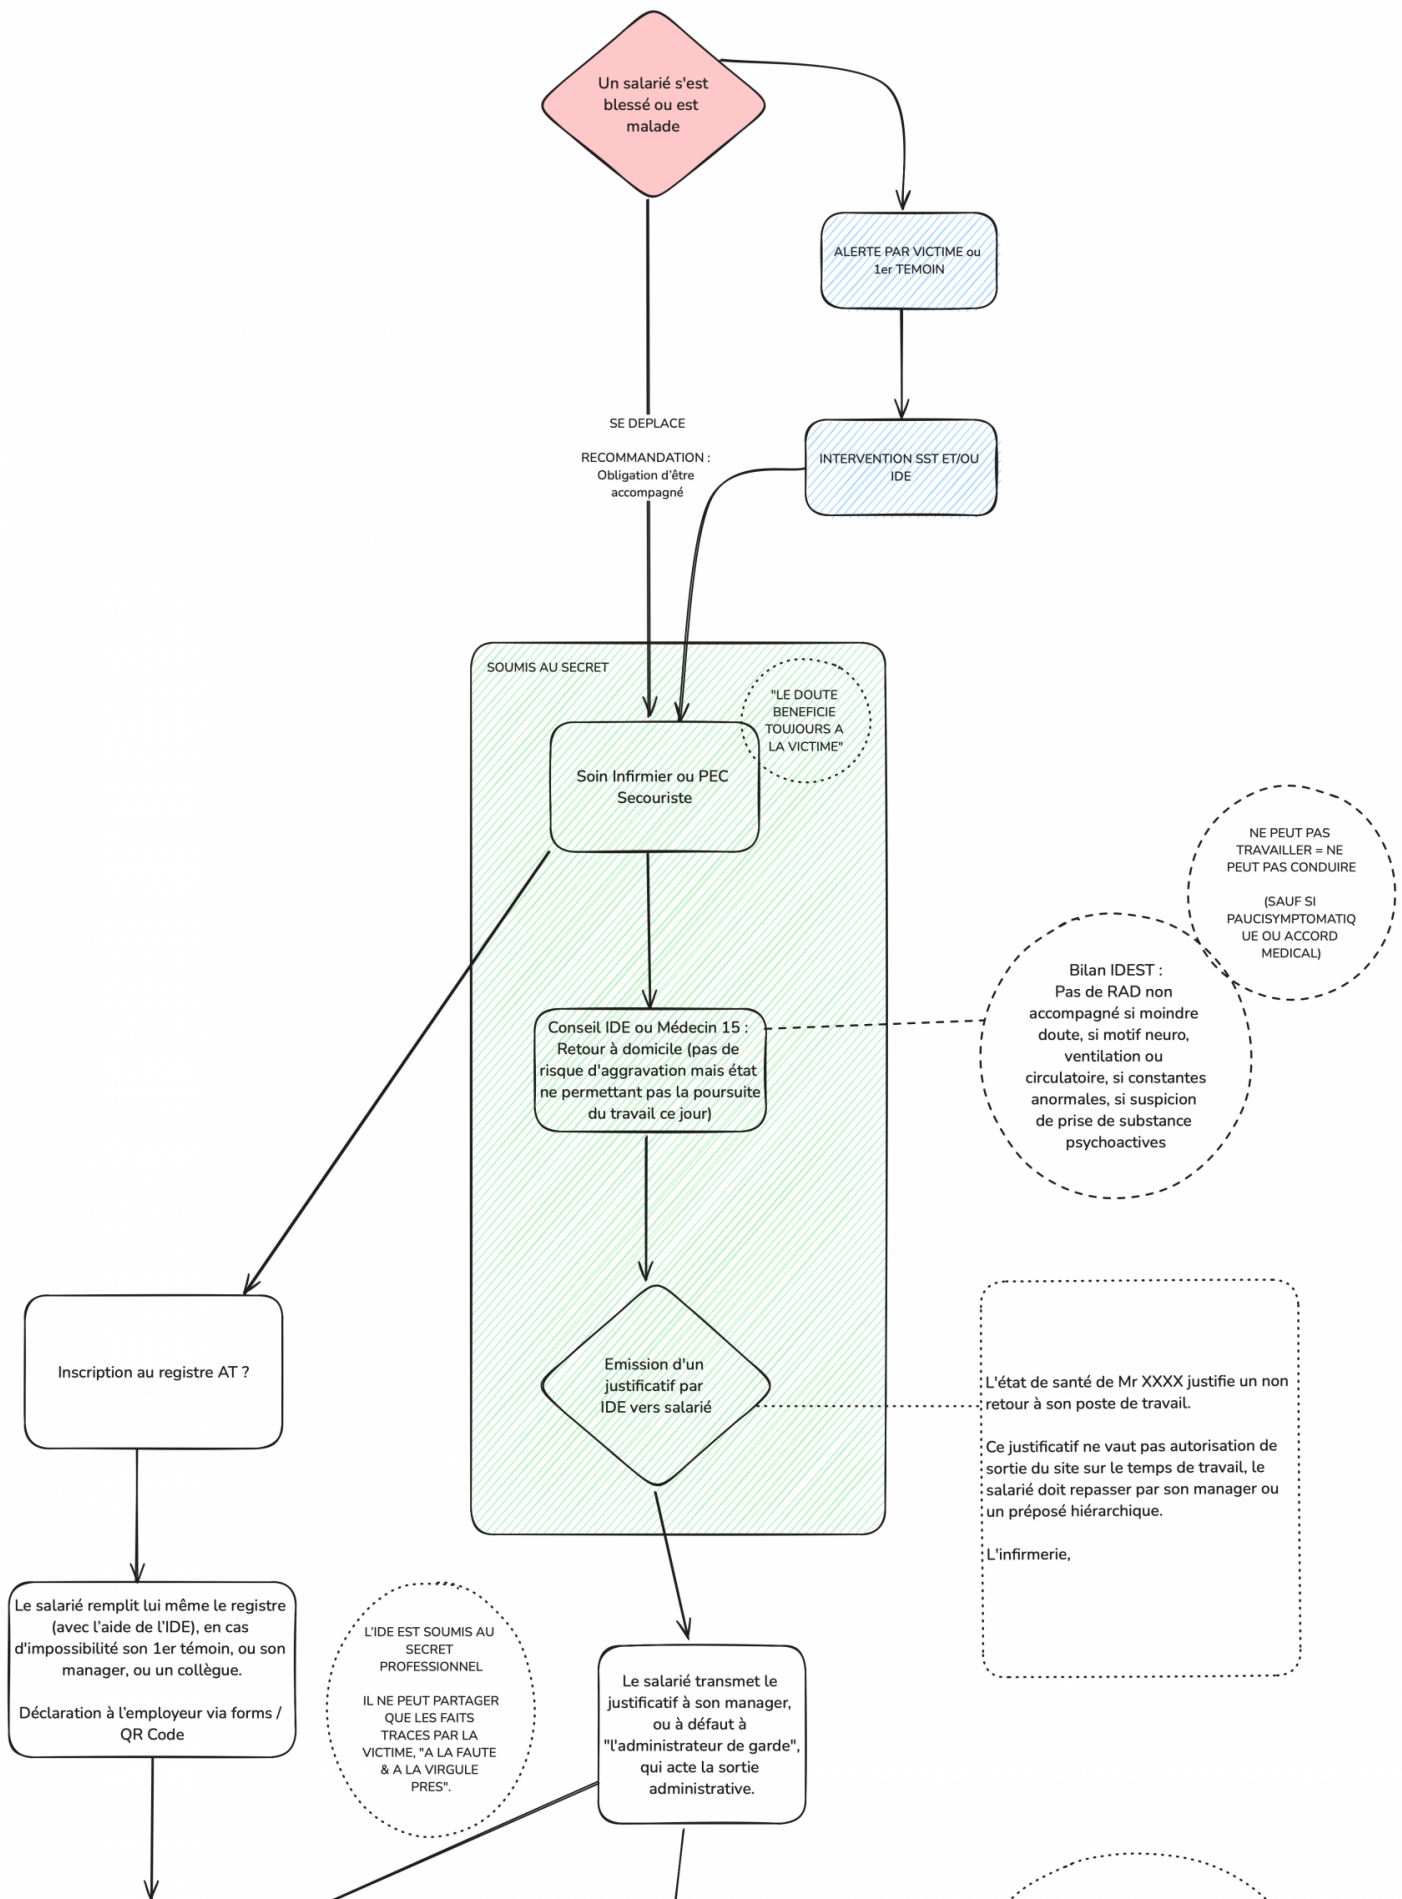 Un salarié s'est
blessé ou est
malade
ALERTE PAR VICTIME ou
1er TEMOIN
SE DEPLACE
RECOMMANDATION :
Obligation d'être
accompagné
INTERVENTION SST ET/OU
IDE
SOUMIS AU SECRET
"LE DOUTE
BENEFICIE
TOUJOURS A
LA VICTIME"
Soin Infirmier ou PEC
Secouriste
NE PEUT PAS
TRAVAILLER = NE
PEUT PAS CONDUIRE
(SAUF SI
PAUCISYMPTOMATIQ
UE OU ACCORD
MEDICAL)
Bilan IDEST :
Pas de RAD non
accompagné si moindre
doute, si motif neuro,
ventilation ou
circulatoire, si constantes
anormales, si suspicion
de prise de substance
psychoactives
Conseil IDE ou Médecin 15 :
Retour à domicile (pas de
risque d'aggravation mais état
ne permettant pas la poursuite
du travail ce jour)
Emission d'un
justificatif par
IDE vers salarié
Inscription au registre AT ?
L'état de santé de Mr XXXX justifie un non
retour à son poste de travail.
Ce justificatif ne vaut pas autorisation de
sortie du site sur le temps de travail, le
salarié doit repasser par son manager ou
un préposé hiérarchique.
L'infirmerie,
Le salarié remplit lui même le registre
(avec l'aide de l'IDE), en cas
d'impossibilité son 1er témoin, ou son
manager, ou un collègue.
Déclaration à l'employeur via forms /
QR Code
L'IDE EST SOUMIS AU
SECRET
PROFESSIONNEL
IL NE PEUT PARTAGER
QUE LES FAITS
TRACES PAR LA
VICTIME, "A LA FAUTE
& A LA VIRGULE
PRES".
Le salarié transmet le
justificatif à son manager,
ou à défaut à
"l'administrateur de garde",
qui acte la sortie
administrative.